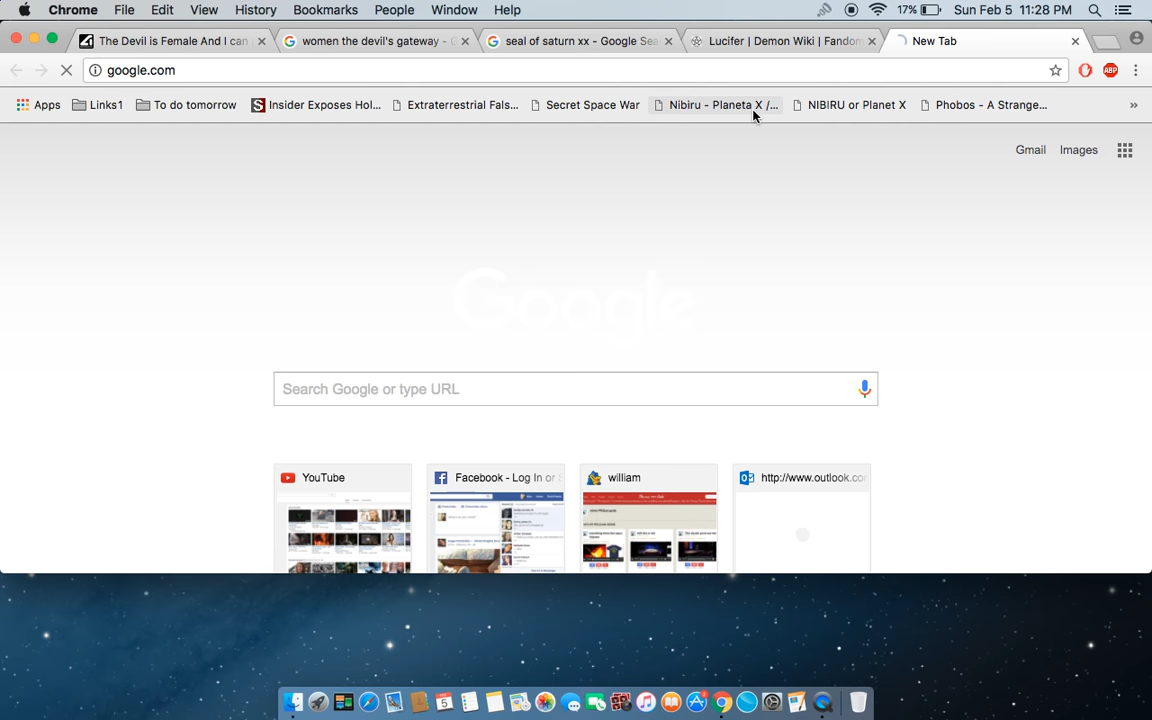 Chrome File Edit View History Bookmarks People Window Help 17% Sun Feb 5 11:28 PM
The Devil is Female And I can women the devil's gateway - G seal of saturn xx - Google Sea Lucifer | Demon Wiki | Fandom New Tab
google.com ABP
Apps Links1 To do tomorrow Insider Exposes Hol... Extraterrestrial Fals... Secret Space War Nibiru - Planeta X /... NIBIRU or Planet X Phobos - A Strange... »
Gmail Images
Google
Search Google or type URL
YouTube Facebook - Log In or S william http://www.outlook.com